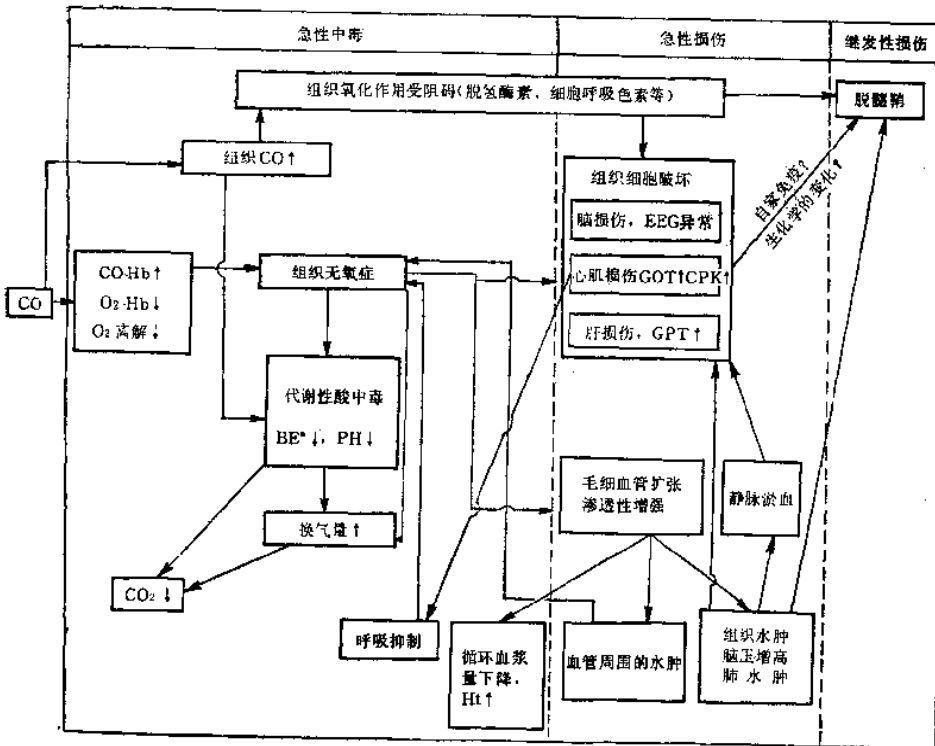 急性中毒
急性损伤
继发性损伤
组织氧化作用受阻碍(脱氢酶素、细胞呼吸色素等)
脱髓鞘
组织CO↑
组织细胞破坏
脑损伤，EEG异常
心肌损伤GOT↑CPK↑
肝损伤，GPT↑
自家免疫？
生化学的变化？
CO
CO-Hb↑
O₂-Hb↓
O₂离解↓
组织无氧症
代谢性酸中毒
BE*↓，PH↓
毛细血管扩张
渗透性增强
静脉淤血
换气量↑
CO₂↓
呼吸抑制
循环血浆
量下降，
Ht↑
血管周围的水肿
组织水肿
脑压增高
肺水肿